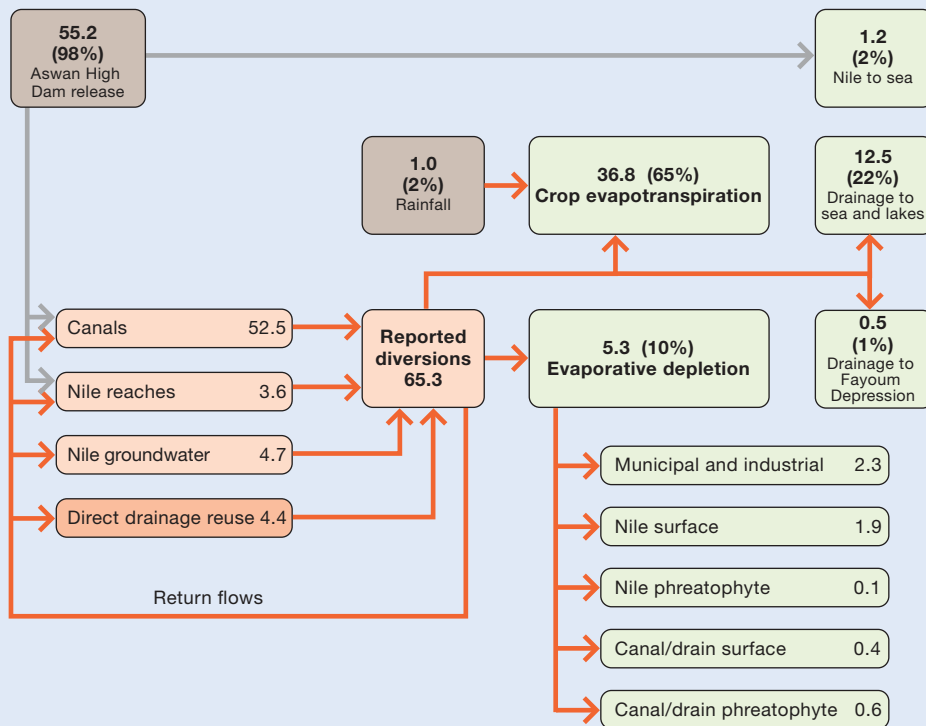 55.2
(98%)
Aswan High
Dam release
1.2
(2%)
Nile to sea
1.0
(2%)
Rainfall
36.8 (65%)
Crop evapotranspiration
12.5
(22%)
Drainage to
sea and lakes
Canals 52.5
Nile reaches 3.6
Nile groundwater 4.7
Direct drainage reuse 4.4
Reported
diversions
65.3
5.3 (10%)
Evaporative depletion
0.5
(1%)
Drainage to
Fayoum
Depression
Return flows
Municipal and industrial 2.3
Nile surface 1.9
Nile phreatophyte 0.1
Canal/drain surface 0.4
Canal/drain phreatophyte 0.6